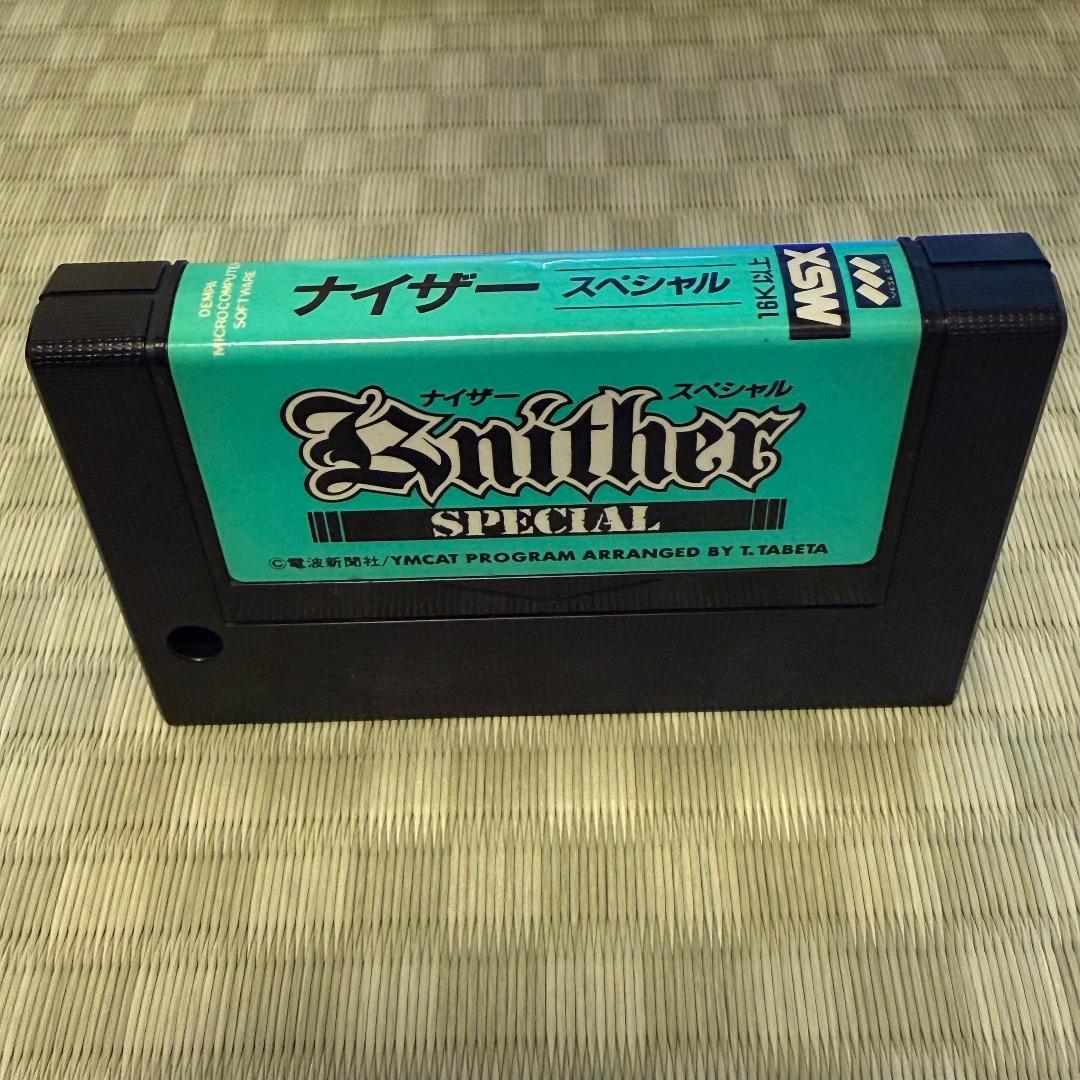 DEMPA
MICROCOMPUTER
SOFTWARE
ナイザー スペシャル
16K以上
MSX
ナイザー スペシャル
Knither
SPECIAL
©電波新聞社/YMCAT PROGRAM ARRANGED BY T. TABETA